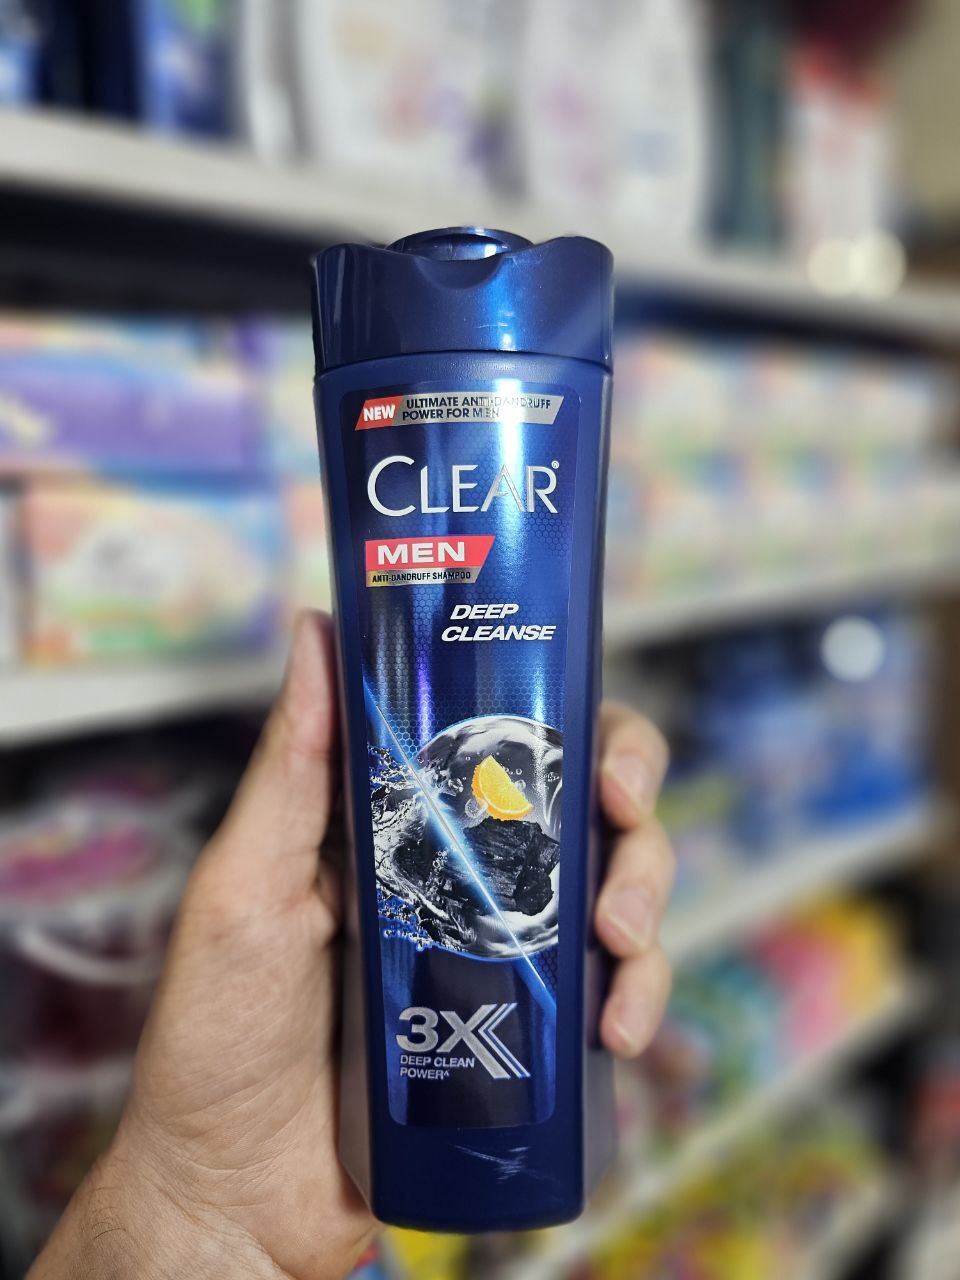 NEW ULTIMATE ANTI-DANDRUFF
POWER FOR MEN
CLEAR®
MEN
ANTI-DANDRUFF SHAMPOO
DEEP
CLEANSE
3X
DEEP CLEAN
POWER^